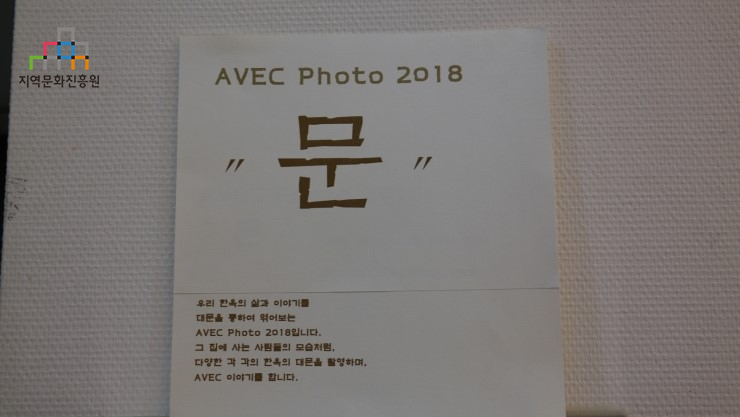 지역문화진흥원
AVEC Photo 2018
" 문 "
우리 한옥의 삶과 이야기를
대문을 통하여 엮어보는
AVEC Photo 2018입니다.
그 집에 사는 사람들의 모습처럼,
다양한 각 각의 한옥의 대문을 촬영하며,
AVEC 이야기를 합니다.